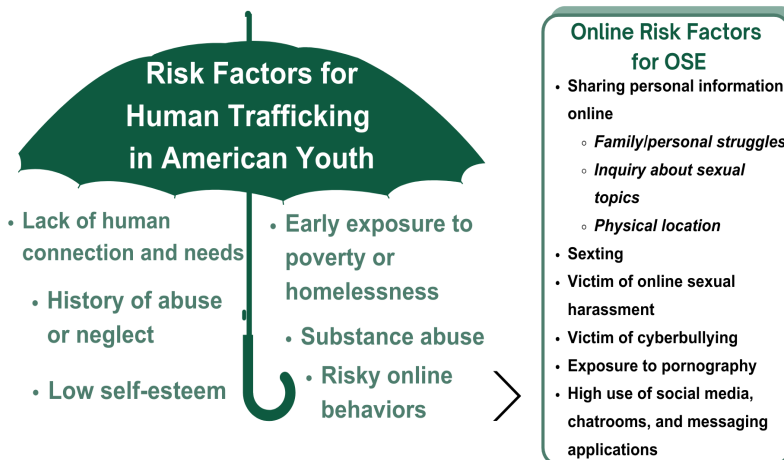 Risk Factors for
Human Trafficking
in American Youth
• Lack of human
connection and needs
• History of abuse
or neglect
• Low self-esteem
• Early exposure to
poverty or
homelessness
• Substance abuse
• Risky online
behaviors
Online Risk Factors
for OSE
• Sharing personal information
online
◦ Family/personal struggles
◦ Inquiry about sexual
topics
◦ Physical location
• Sexting
• Victim of online sexual
harassment
• Victim of cyberbullying
• Exposure to pornography
• High use of social media,
chatrooms, and messaging
applications